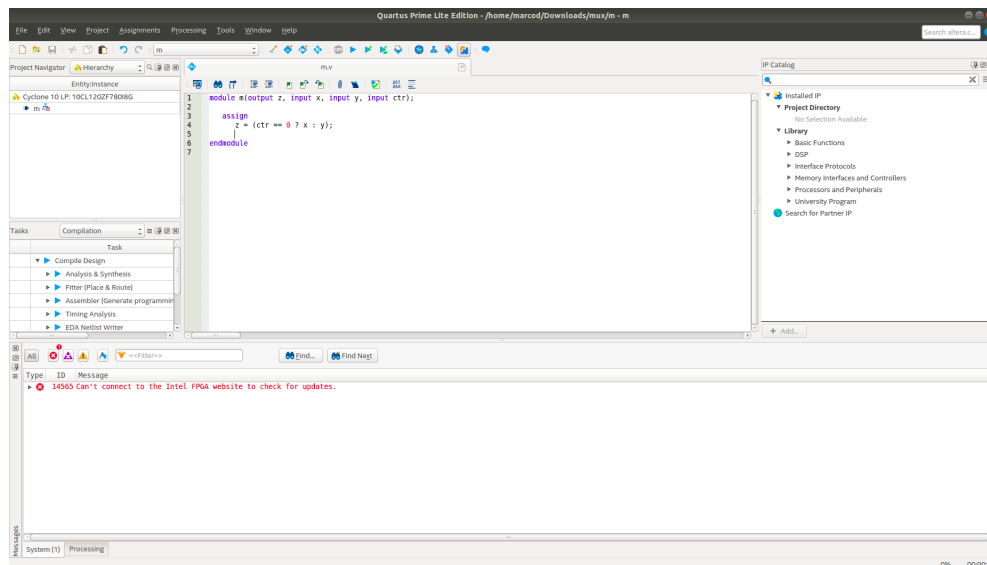 Quartus Prime Lite Edition - /home/marcod/Downloads/mux/m - m
File Edit View Project Assignments Processing Tools Window Help
Search altera.c...
m
Project Navigator Hierarchy
Entity:Instance
Cyclone 10 LP: 10CL120ZF780I8G
m
m.v
1 module m(output z, input x, input y, input ctr);
2
3 assign
4 z = (ctr == 0 ? x : y);
5
6 endmodule
7
IP Catalog
Installed IP
Project Directory
No Selection Available
Library
Basic Functions
DSP
Interface Protocols
Memory Interfaces and Controllers
Processors and Peripherals
University Program
Search for Partner IP
+ Add...
Tasks Compilation
Task
Compile Design
Analysis & Synthesis
Fitter (Place & Route)
Assembler (Generate programmin
Timing Analysis
EDA Netlist Writer
All <<Filter>> Find... Find Next
Type ID Message
14565 Can't connect to the Intel FPGA website to check for updates.
Messages
System (1) Processing
0% 00:00: